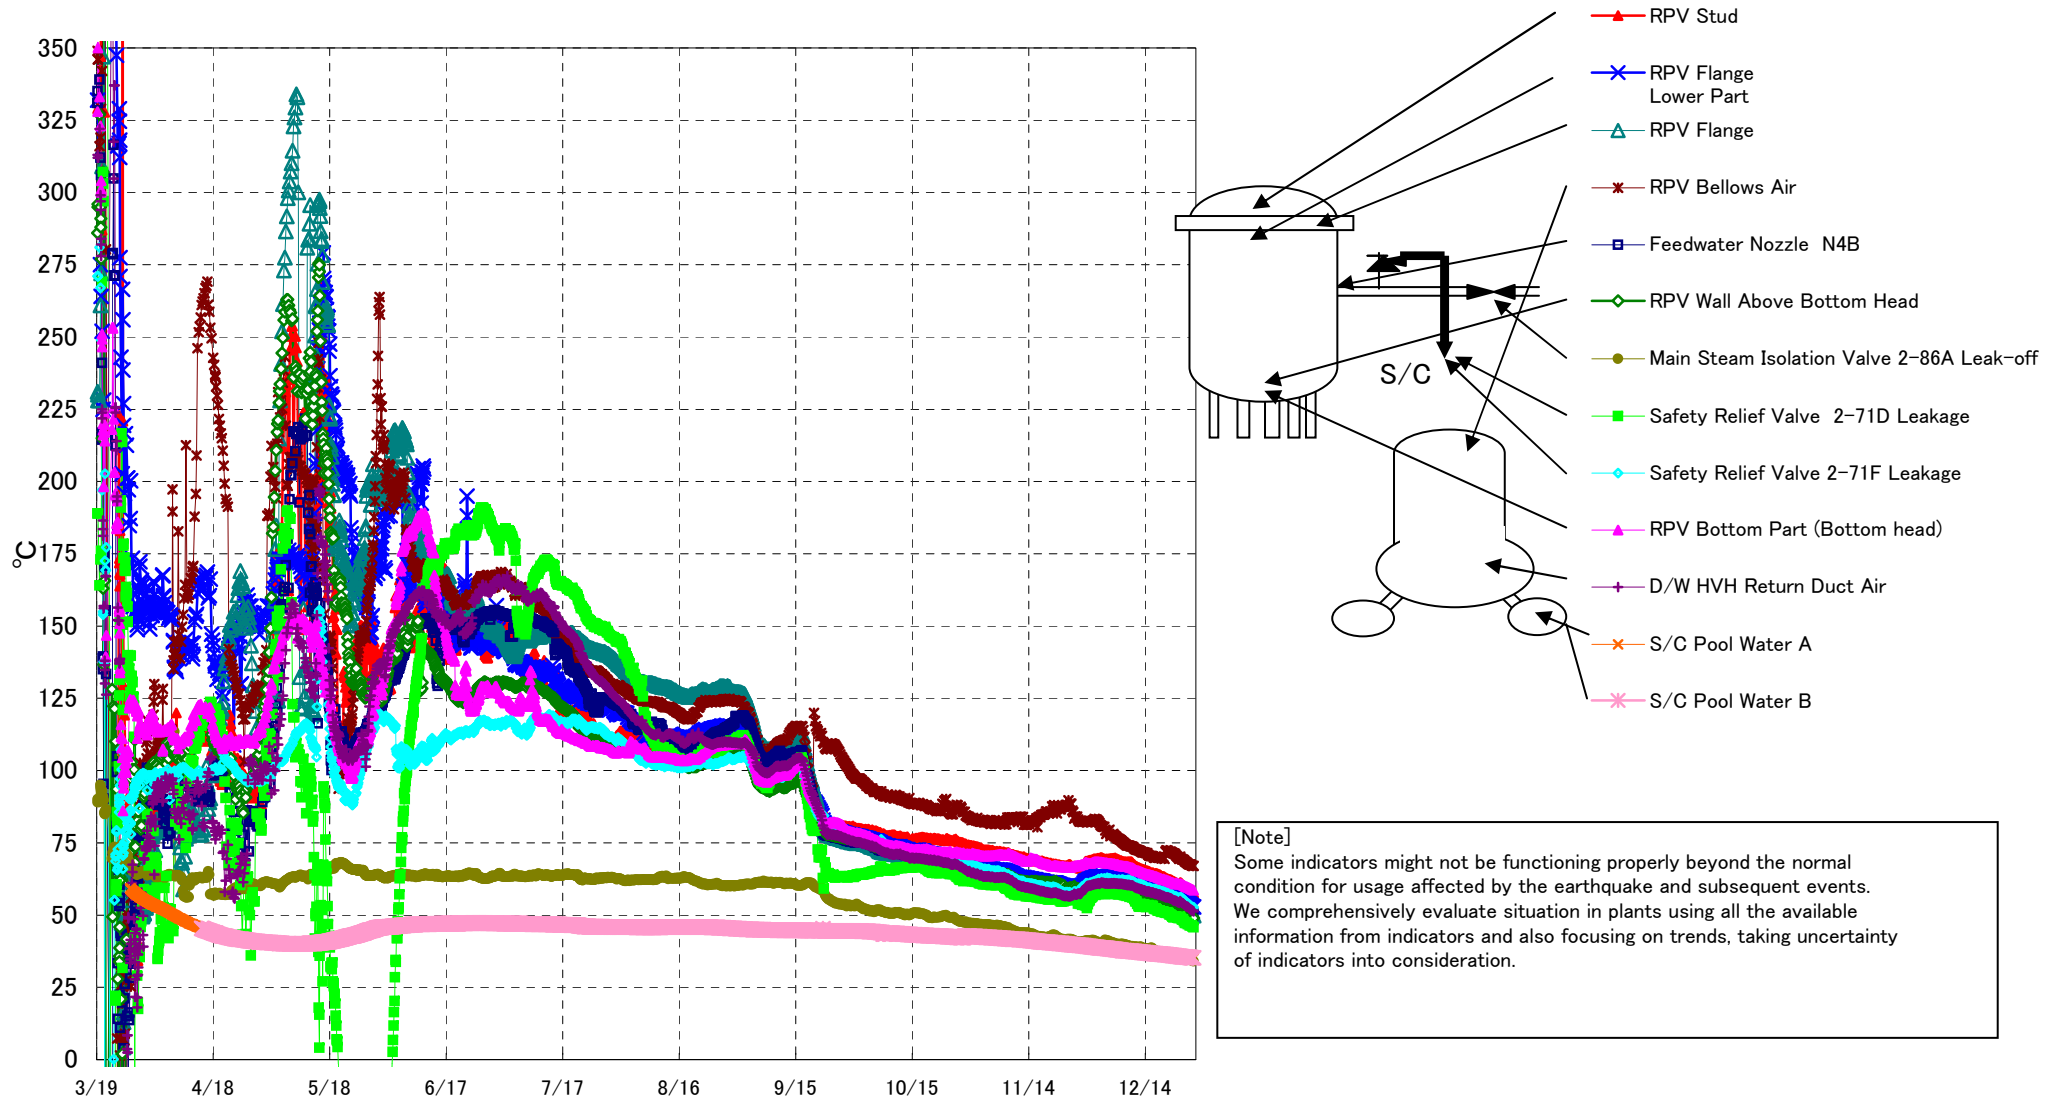 350
325
300
275
250
225
200
175
150
125
100
75
50
25
0
℃
3/19 4/18 5/18 6/17 7/17 8/16 9/15 10/15 11/14 12/14
RPV Stud
RPV Flange
Lower Part
RPV Flange
RPV Bellows Air
Feedwater Nozzle N4B
RPV Wall Above Bottom Head
Main Steam Isolation Valve 2-86A Leak-off
Safety Relief Valve 2-71D Leakage
Safety Relief Valve 2-71F Leakage
RPV Bottom Part (Bottom head)
D/W HVH Return Duct Air
S/C Pool Water A
S/C Pool Water B
S/C
[Note]
Some indicators might not be functioning properly beyond the normal
condition for usage affected by the earthquake and subsequent events.
We comprehensively evaluate situation in plants using all the available
information from indicators and also focusing on trends, taking uncertainty
of indicators into consideration.